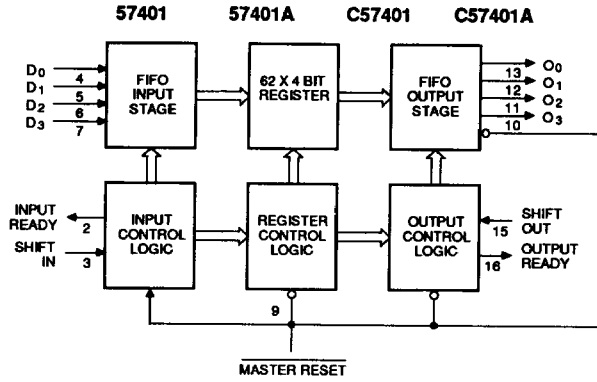 57401 57401A C57401 C57401A
D0
D1
D2
D3
4
5
6
7
FIFO
INPUT
STAGE
62 X 4 BIT
REGISTER
FIFO
OUTPUT
STAGE
13
12
11
10
O0
O1
O2
O3
INPUT
READY
2
SHIFT
IN
3
INPUT
CONTROL
LOGIC
REGISTER
CONTROL
LOGIC
OUTPUT
CONTROL
LOGIC
15
SHIFT
OUT
16
OUTPUT
READY
9
MASTER RESET